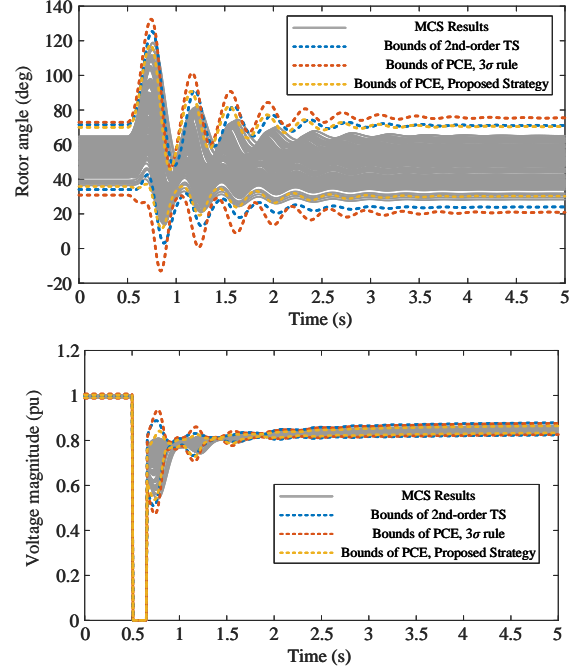 140
120
100
80
60
40
20
0
-20
Rotor angle (deg)
MCS Results
Bounds of 2nd-order TS
Bounds of PCE, 3σ rule
Bounds of PCE, Proposed Strategy
0 0.5 1 1.5 2 2.5 3 3.5 4 4.5 5
Time (s)
1.2
1
0.8
0.6
0.4
0.2
0
Voltage magnitude (pu)
MCS Results
Bounds of 2nd-order TS
Bounds of PCE, 3σ rule
Bounds of PCE, Proposed Strategy
0 0.5 1 1.5 2 2.5 3 3.5 4 4.5 5
Time (s)